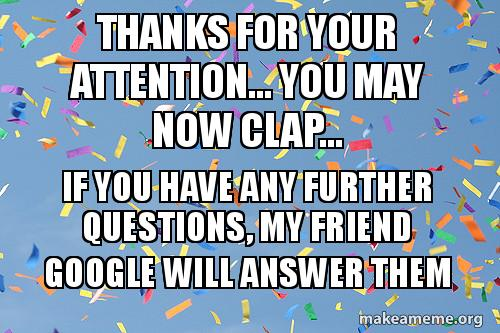 THANKS FOR YOUR
ATTENTION... YOU MAY
NOW CLAP...
IF YOU HAVE ANY FURTHER
QUESTIONS, MY FRIEND
GOOGLE WILL ANSWER THEM
makeameme.org